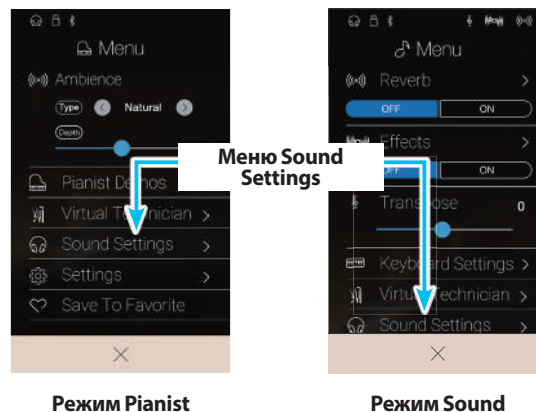 Menu
Ambience
Type
Natural
Depth
Pianist Demos
Virtual Technician
Sound Settings
Settings
Save To Favorite
Menu
Reverb
OFF ON
Effects
OFF ON
Transpose 0
Keyboard Settings
Virtual Technician
Sound Settings
Меню Sound
Settings
Режим Pianist
Режим Sound